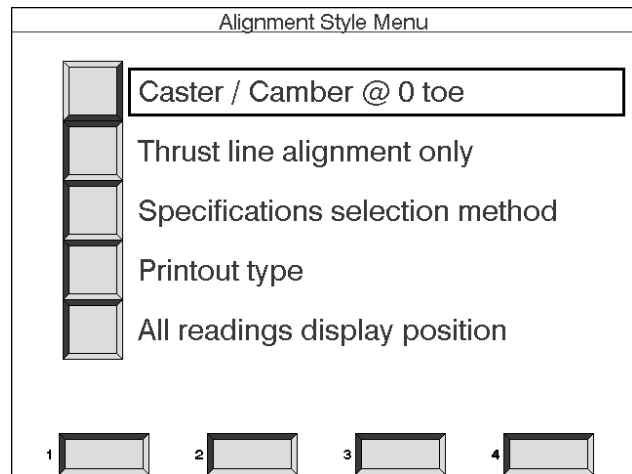 Alignment Style Menu
Caster / Camber @ 0 toe
Thrust line alignment only
Specifications selection method
Printout type
All readings display position
1 2 3 4